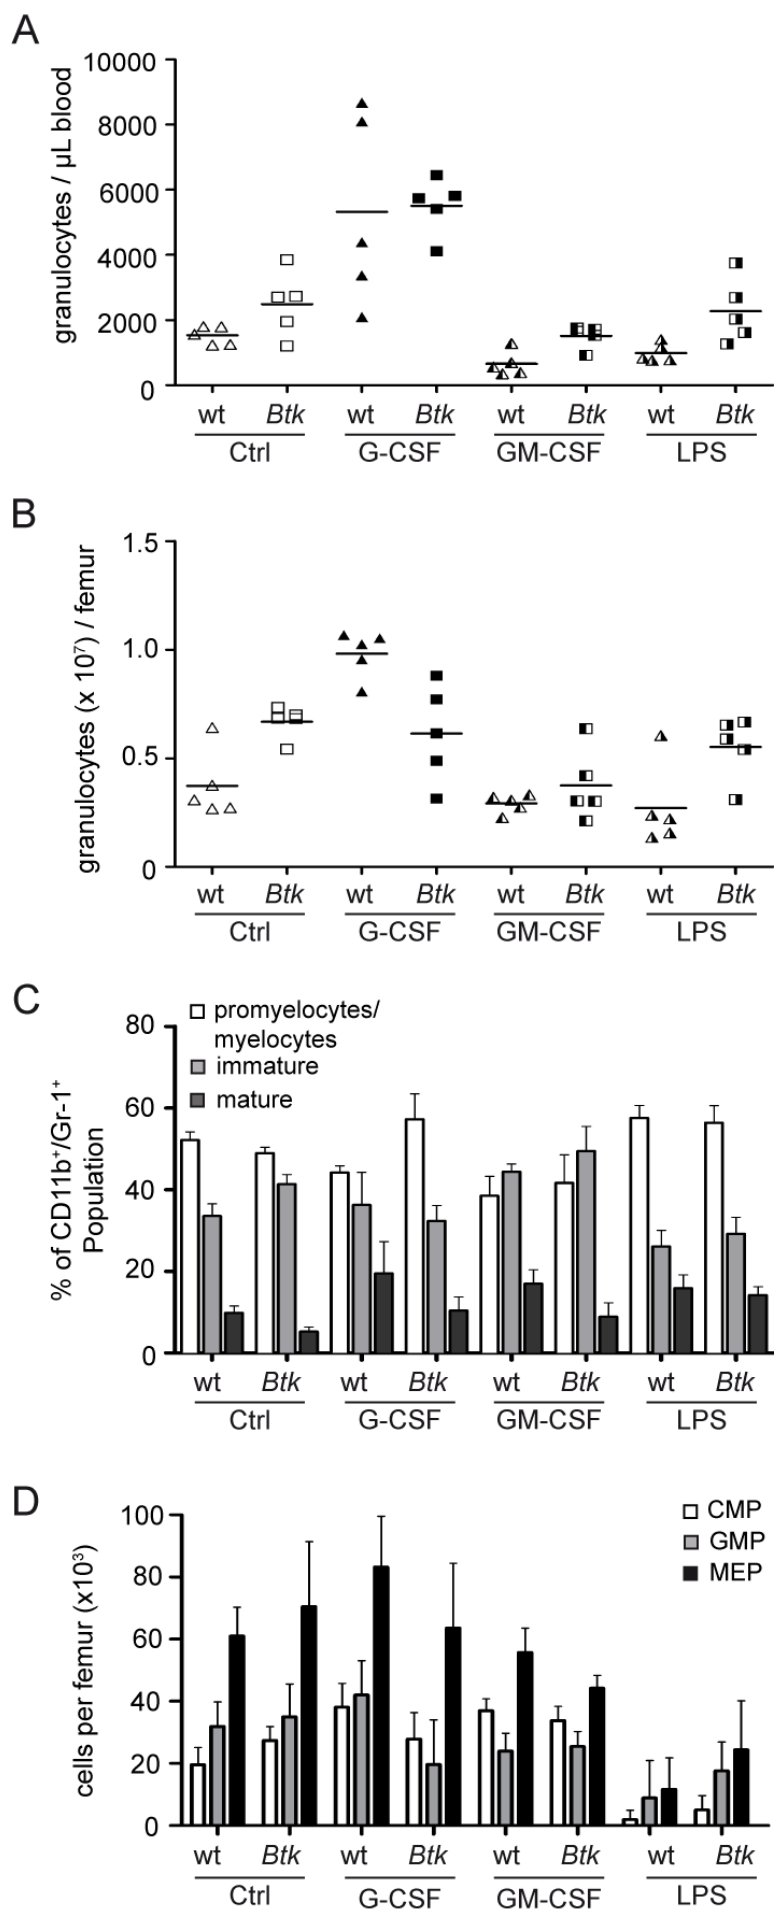 A
granulocytes / µL blood
10000
8000
6000
4000
2000
0
wt Btk wt Btk wt Btk wt Btk
Ctrl G-CSF GM-CSF LPS
B
granulocytes (x 10⁷) / femur
1.5
1.0
0.5
0
wt Btk wt Btk wt Btk wt Btk
Ctrl G-CSF GM-CSF LPS
C
% of CD11b⁺/Gr-1⁺
Population
promyelocytes/
myelocytes
immature
mature
80
60
40
20
0
wt Btk wt Btk wt Btk wt Btk
Ctrl G-CSF GM-CSF LPS
D
cells per femur (x10³)
CMP
GMP
MEP
100
80
60
40
20
0
wt Btk wt Btk wt Btk wt Btk
Ctrl G-CSF GM-CSF LPS